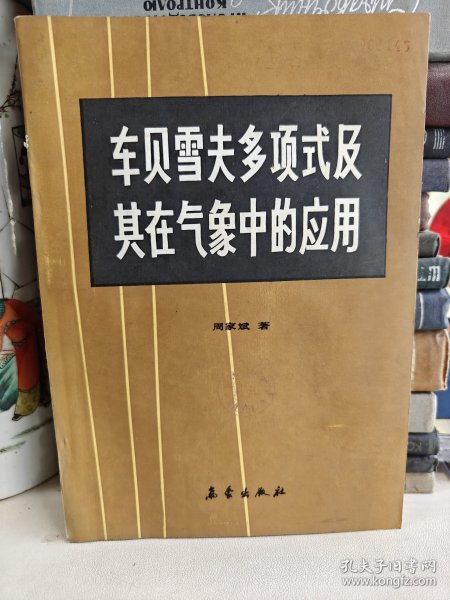 КОНТРОЛЮ
车贝雪夫多项式及
其在气象中的应用
周家斌 著
气象出版社
孔夫子旧书网
www.kongfz.com